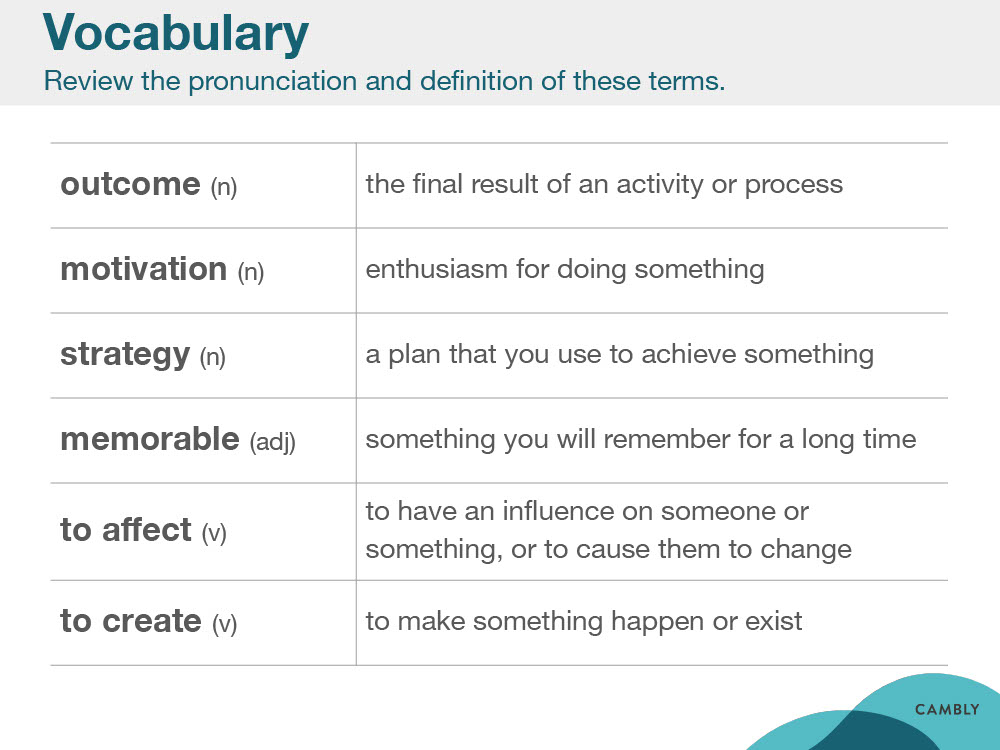 Vocabulary
Review the pronunciation and definition of these terms.
outcome (n) the final result of an activity or process
motivation (n) enthusiasm for doing something
strategy (n) a plan that you use to achieve something
memorable (adj) something you will remember for a long time
to affect (v) to have an influence on someone or
something, or to cause them to change
to create (v) to make something happen or exist
CAMBLY